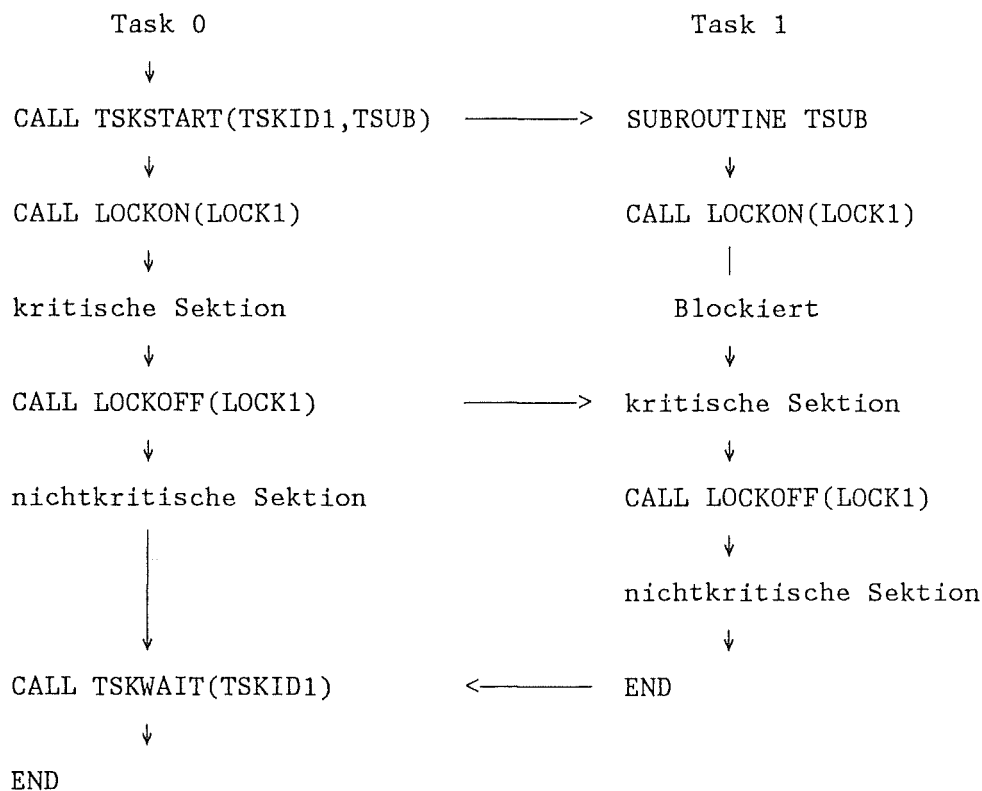 Task 0 Task 1
CALL TSKSTART(TSKID1,TSUB) ———> SUBROUTINE TSUB
CALL LOCKON(LOCK1) CALL LOCKON(LOCK1)
kritische Sektion Blockiert
CALL LOCKOFF(LOCK1) ———> kritische Sektion
nichtkritische Sektion CALL LOCKOFF(LOCK1)
nichtkritische Sektion
CALL TSKWAIT(TSKID1) <——— END
END